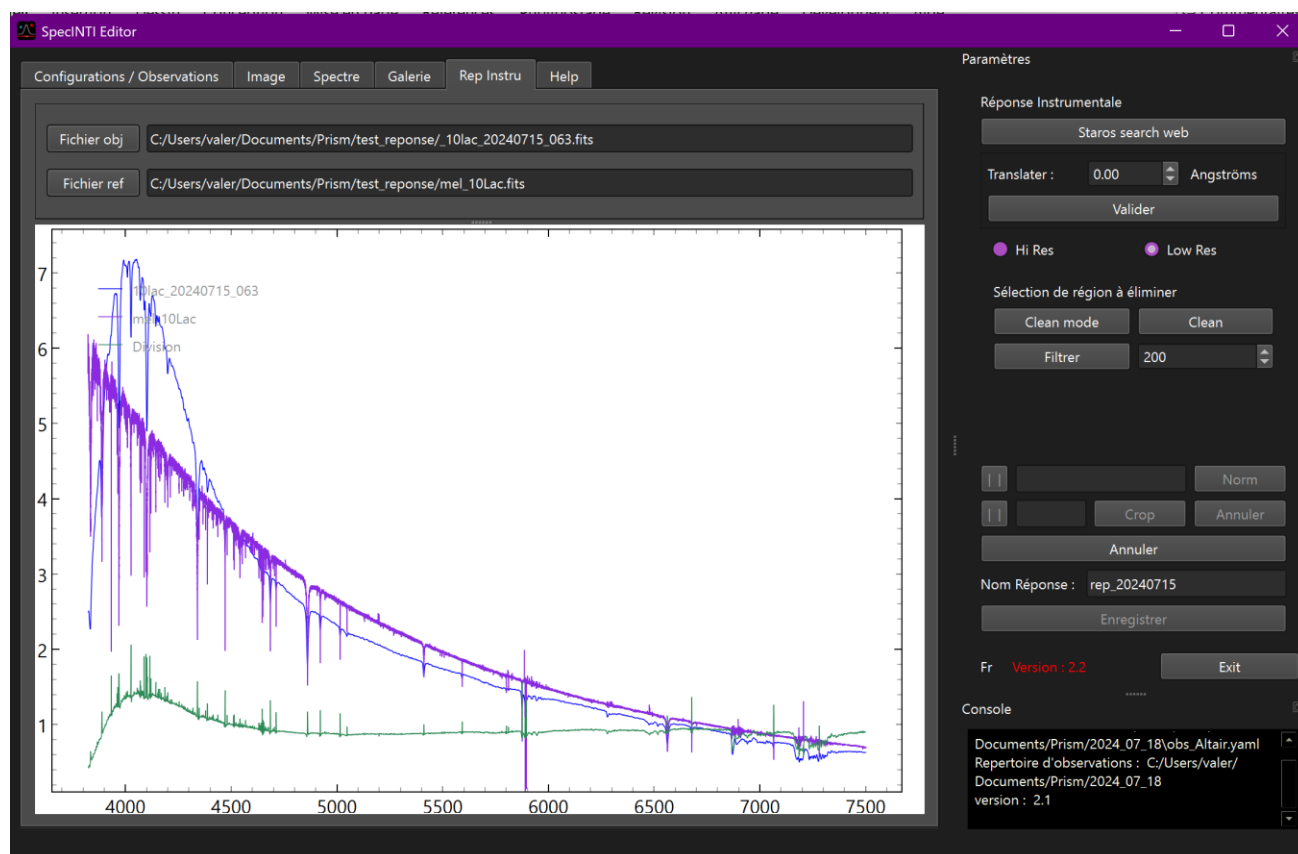 SpecINTI Editor
Configurations / Observations Image Spectre Galerie Rep Instru Help
Fichier obj C:/Users/valer/Documents/Prism/test_reponse/_10lac_20240715_063.fits
Fichier ref C:/Users/valer/Documents/Prism/test_reponse/mel_10Lac.fits
7
6
5
4
3
2
1
10lac_20240715_063
mel_10Lac
Division
4000 4500 5000 5500 6000 6500 7000 7500
Paramètres
Réponse Instrumentale
Staros search web
Translater : 0.00 Angströms
Valider
Hi Res Low Res
Sélection de région à éliminer
Clean mode Clean
Filtrer 200
| | Norm
| | Crop Annuler
Annuler
Nom Réponse : rep_20240715
Enregistrer
Fr Version : 2.2 Exit
Console
Documents/Prism/2024_07_18\obs_Altair.yaml
Repertoire d'observations : C:/Users/valer/
Documents/Prism/2024_07_18
version : 2.1